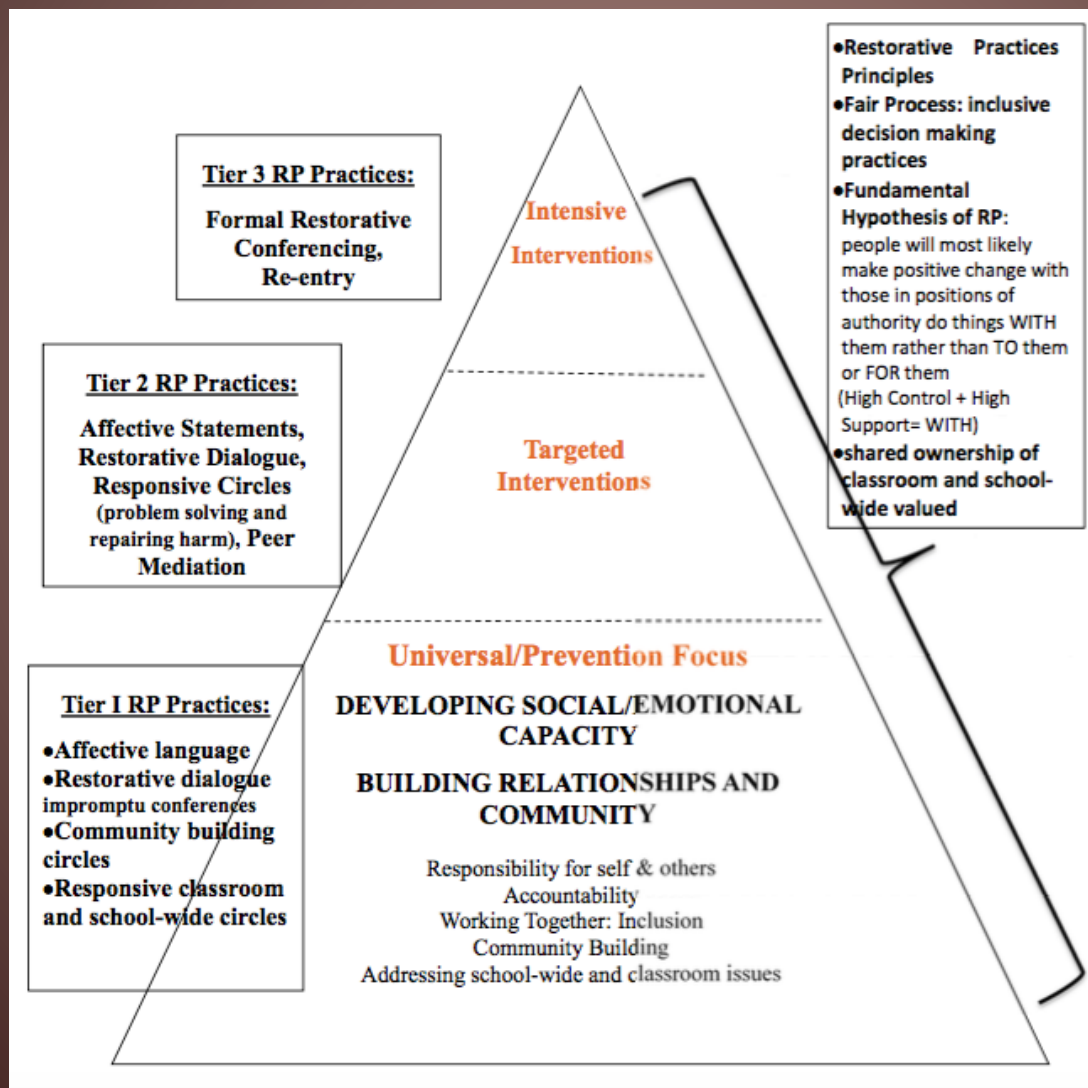 Tier 3 RP Practices:
Formal Restorative
Conferencing,
Re-entry
Tier 2 RP Practices:
Affective Statements,
Restorative Dialogue,
Responsive Circles
(problem solving and
repairing harm), Peer
Mediation
Tier I RP Practices:
•Affective language
•Restorative dialogue
impromptu conferences
•Community building
circles
•Responsive classroom
and school-wide circles
Intensive
Interventions
Targeted
Interventions
Universal/Prevention Focus
DEVELOPING SOCIAL/EMOTIONAL
CAPACITY
BUILDING RELATIONSHIPS AND
COMMUNITY
Responsibility for self & others
Accountability
Working Together: Inclusion
Community Building
Addressing school-wide and classroom issues
•Restorative Practices
Principles
•Fair Process: inclusive
decision making
practices
•Fundamental
Hypothesis of RP:
people will most likely
make positive change with
those in positions of
authority do things WITH
them rather than TO them
or FOR them
(High Control + High
Support= WITH)
•shared ownership of
classroom and school-
wide valued